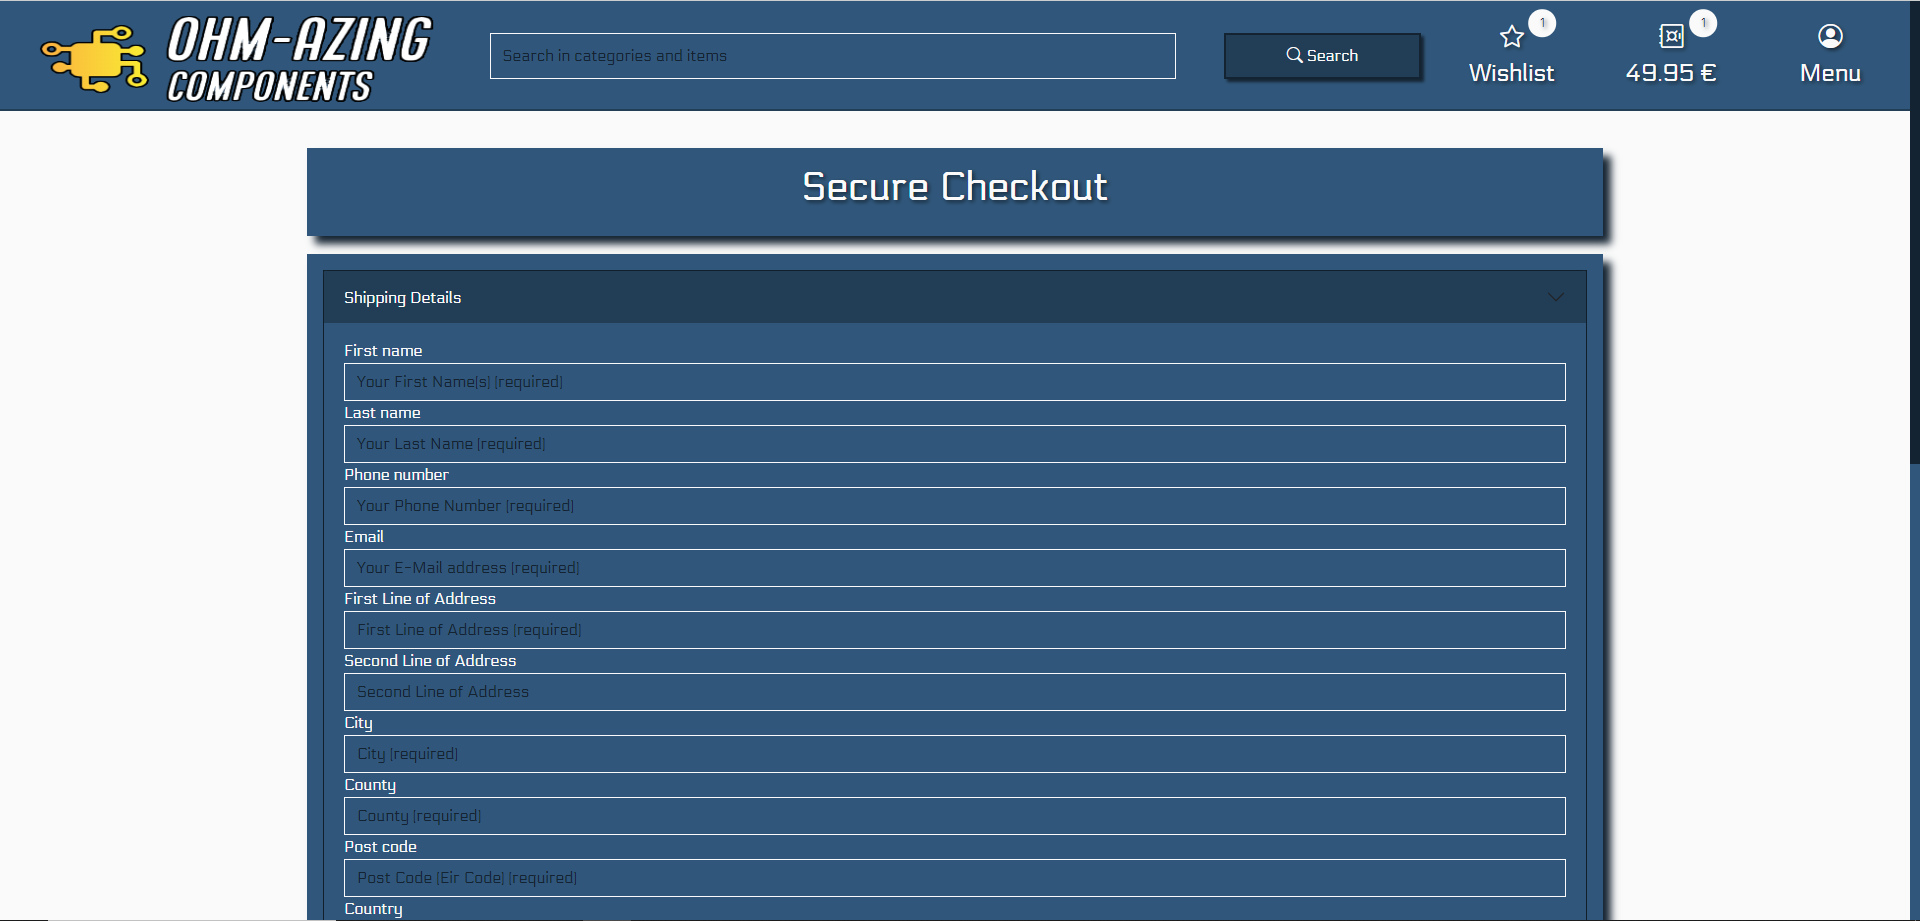 OHM-AZING
COMPONENTS
Search in categories and items
Search
1
Wishlist
1
49.95 €
Menu
Secure Checkout
Shipping Details
First name
Your First Name(s) (required)
Last name
Your Last Name (required)
Phone number
Your Phone Number (required)
Email
Your E-Mail address (required)
First Line of Address
First Line of Address (required)
Second Line of Address
Second Line of Address
City
City (required)
County
County (required)
Post code
Post Code (Eir Code) (required)
Country